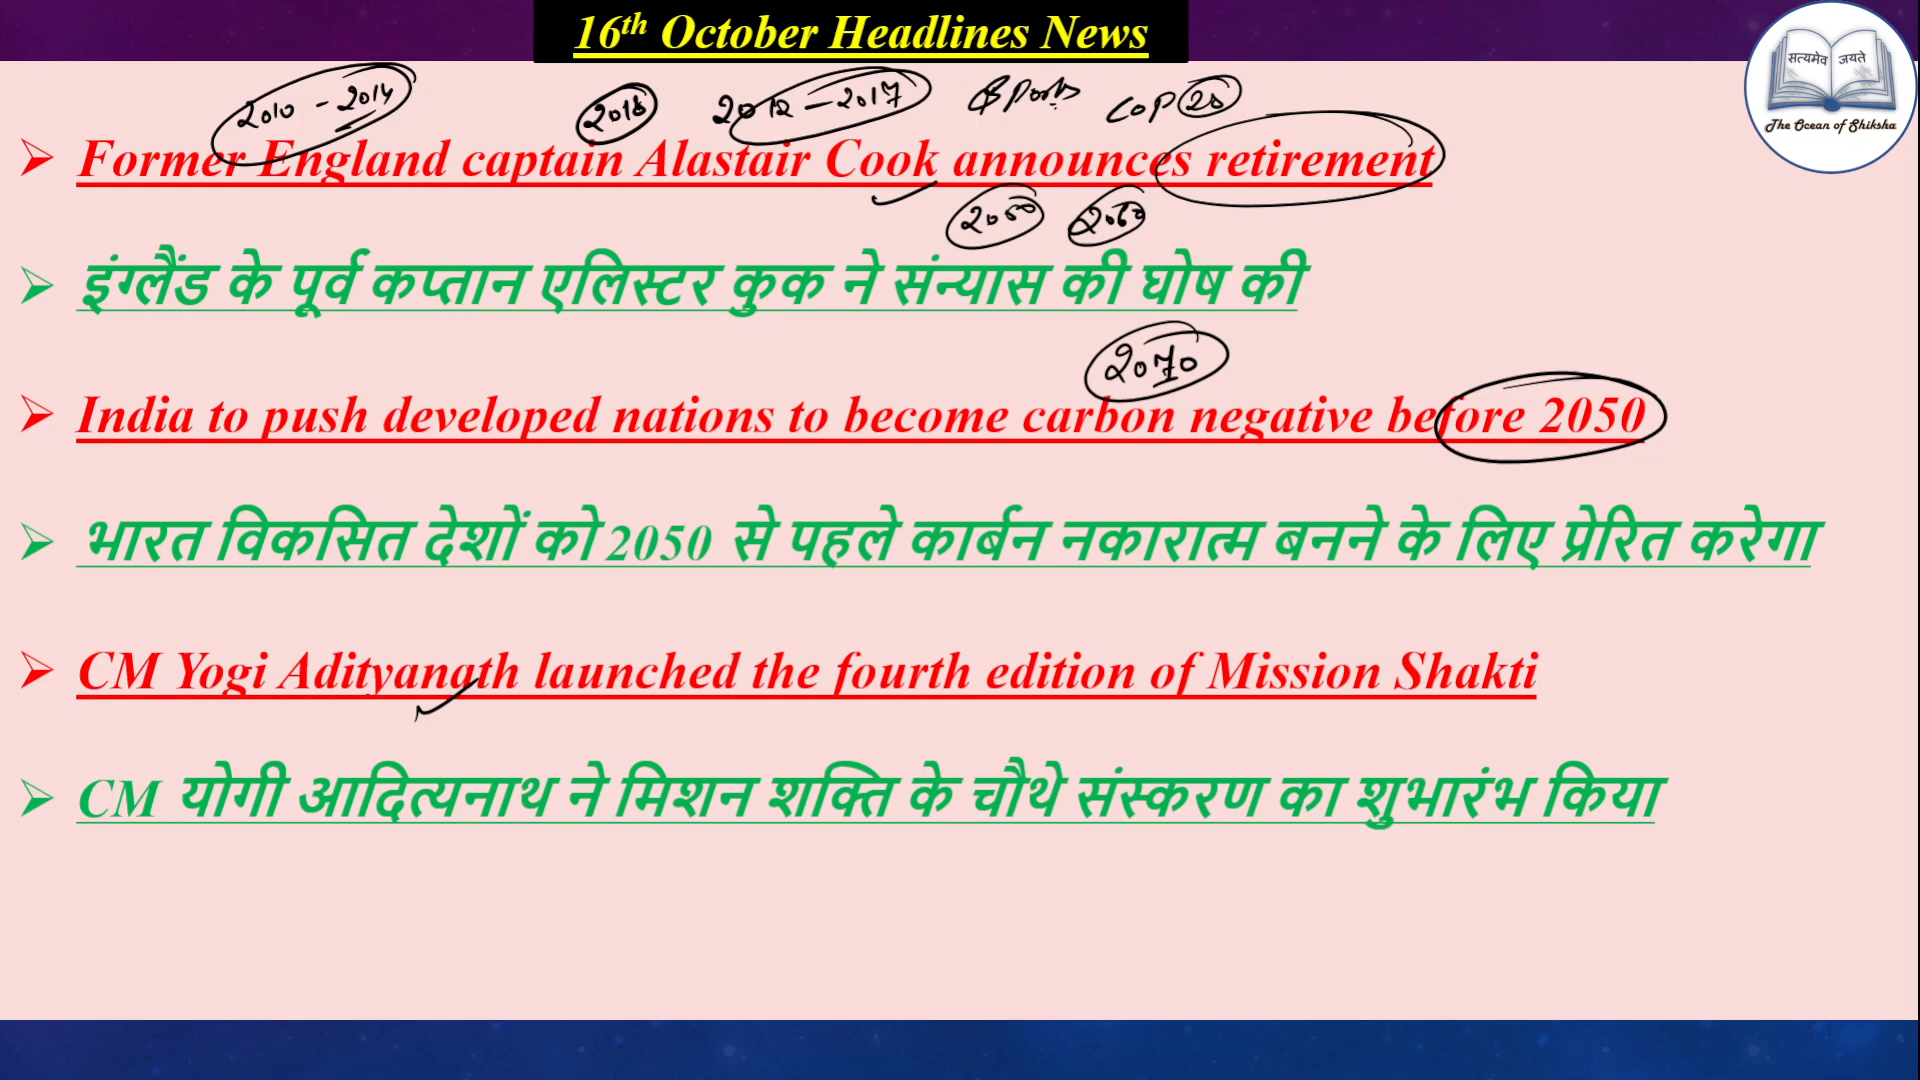 16th October Headlines News
सत्यमेव जयते
The Ocean of Shiksha
2010 - 2014 2018 2012 - 2017 Sports COP 28
➢ Former England captain Alastair Cook announces retirement
2050 2060
➢ इंग्लैंड के पूर्व कप्तान एलिस्टर कुक ने संन्यास की घोष की
2070
➢ India to push developed nations to become carbon negative before 2050
➢ भारत विकसित देशों को 2050 से पहले कार्बन नकारात्म बनने के लिए प्रेरित करेगा
➢ CM Yogi Adityanath launched the fourth edition of Mission Shakti
➢ CM योगी आदित्यनाथ ने मिशन शक्ति के चौथे संस्करण का शुभारंभ किया